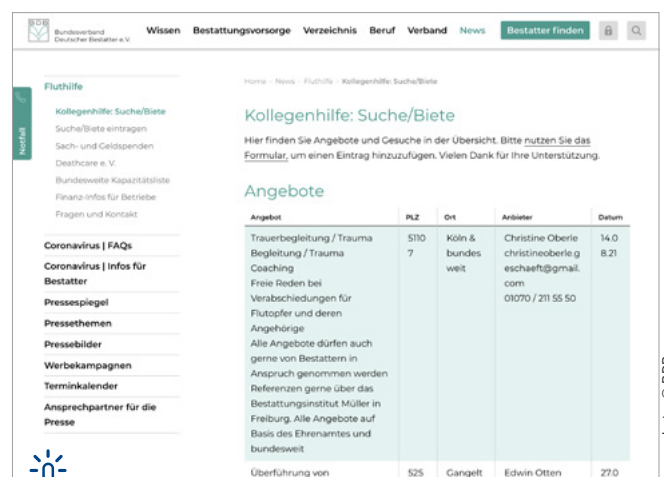 BDB
Bundesverband
Deutscher Bestatter e.V.
Wissen Bestattungsvorsorge Verzeichnis Beruf Verband News Bestatter finden
Notfall
Fluthilfe
Kollegenhilfe: Suche/Biete
Suche/Biete eintragen
Sach- und Geldspenden
Deathcare e. V.
Bundesweite Kapazitätsliste
Finanz-Infos für Betriebe
Fragen und Kontakt
Coronavirus | FAQs
Coronavirus | Infos für
Bestatter
Pressespiegel
Pressethemen
Pressebilder
Werbekampagnen
Terminkalender
Ansprechpartner für die
Presse
Home - News - Fluthilfe - Kollegenhilfe: Suche/Biete
Kollegenhilfe: Suche/Biete
Hier finden Sie Angebote und Gesuche in der Übersicht. Bitte nutzen Sie das
Formular, um einen Eintrag hinzuzufügen. Vielen Dank für Ihre Unterstützung.
Angebote
Angebot PLZ Ort Anbieter Datum
Trauerbegleitung / Trauma 5110 Köln & Christine Oberle 14.0
Begleitung / Trauma 7 bundes christineoberle.g 8.21
Coaching weit eschaeft@gmail.
Freie Reden bei com
Verabschiedungen für 01070 / 211 55 50
Flutopfer und deren
Angehörige
Alle Angebote dürfen auch
gerne von Bestattern in
Anspruch genommen werden
Referenzen gerne über das
Bestattungsinstitut Müller in
Freiburg. Alle Angebote auf
Basis des Ehrenamtes und
bundesweit
Überführung von 525 Gangelt Edwin Otten 27.0